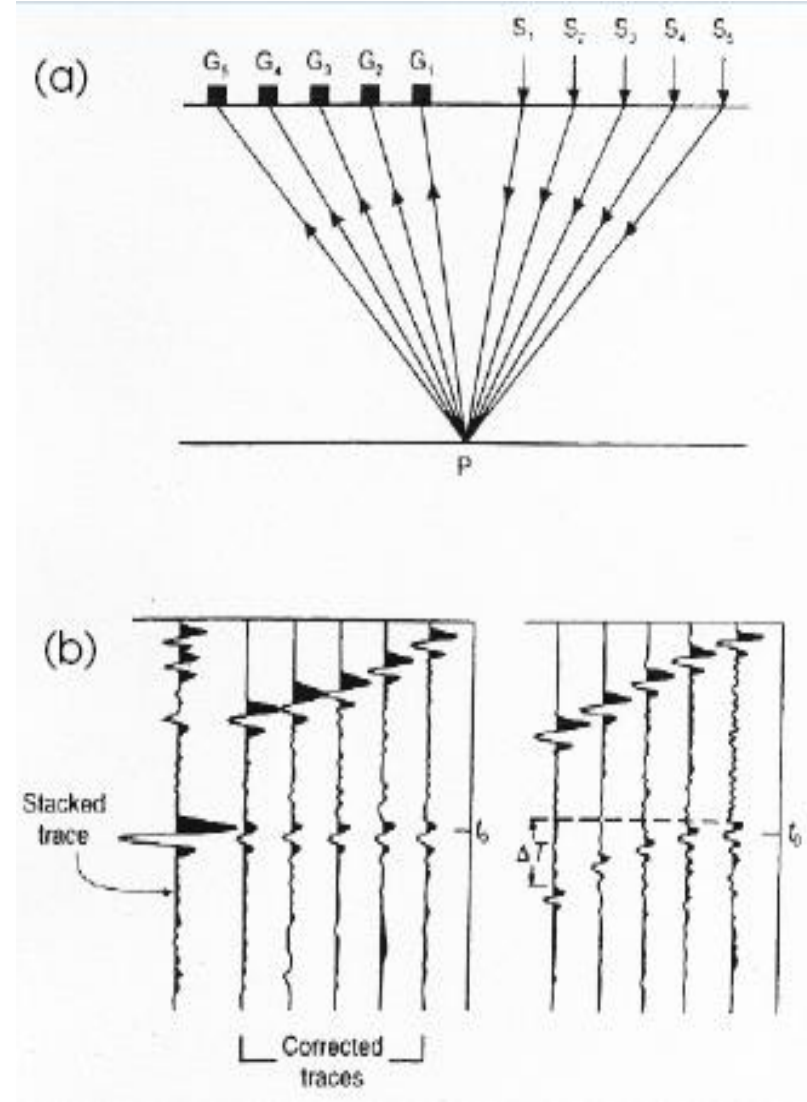 (a)
G₅ G₄ G₃ G₂ G₁ S₁ S₂ S₃ S₄ S₅
P
(b)
Stacked
trace
t₀
ΔT
t₀
Corrected
traces